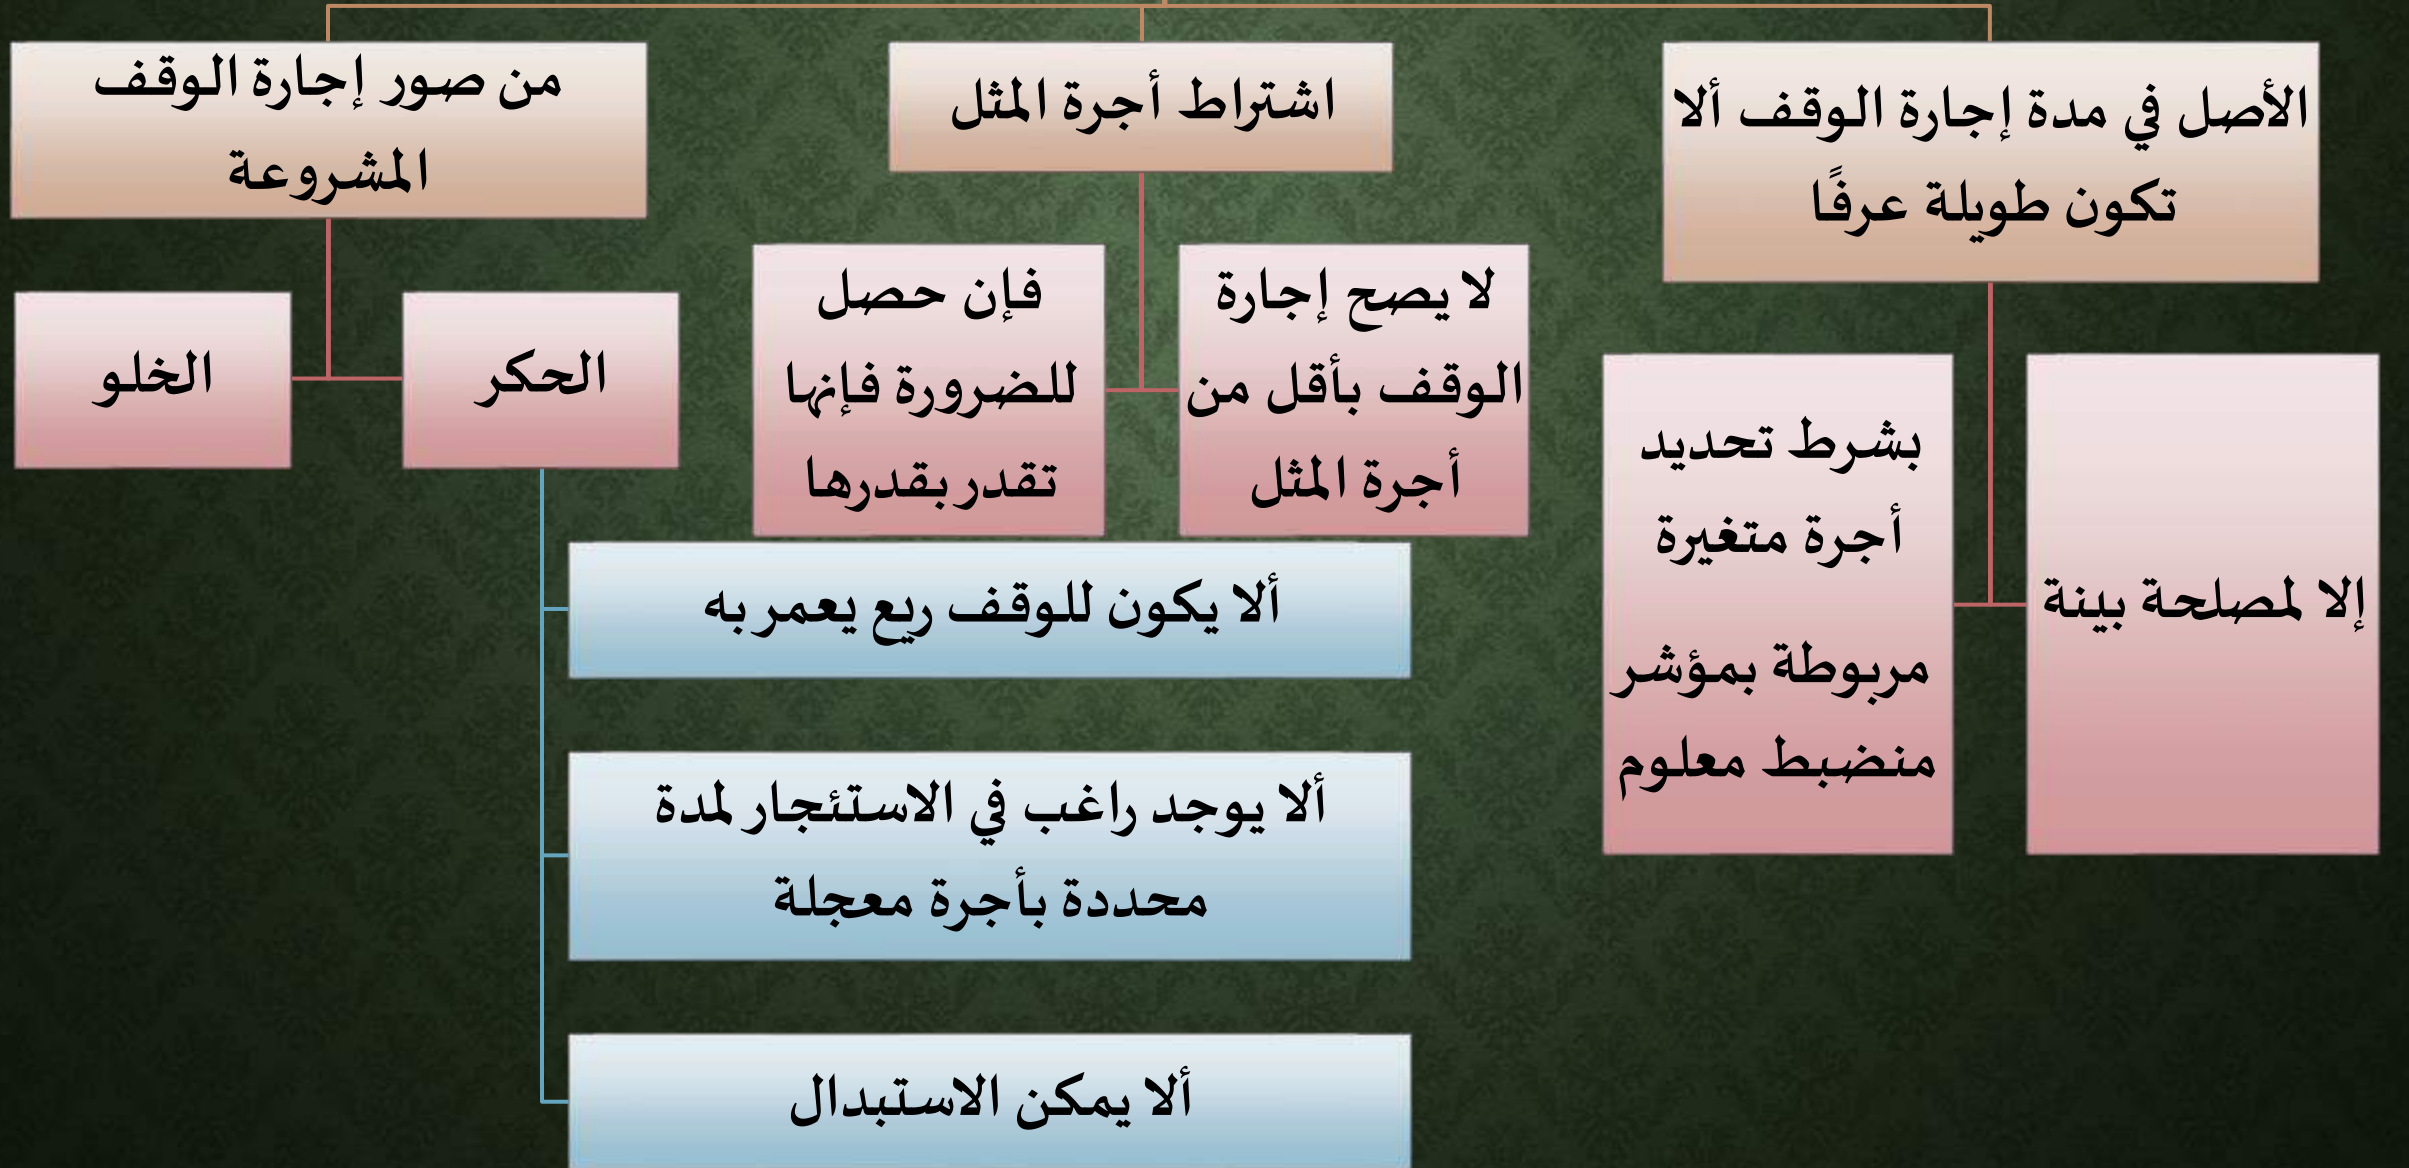 الأصل في مدة إجارة الوقف ألا
تكون طويلة عرفًا
إلا لمصلحة بينة
بشرط تحديد
أجرة متغيرة
مربوطة بمؤشر
منضبط معلوم
اشتراط أجرة المثل
لا يصح إجارة
الوقف بأقل من
أجرة المثل
فإن حصل
للضرورة فإنها
تقدر بقدرها
من صور إجارة الوقف
المشروعة
الحكر
ألا يكون للوقف ريع يعمر به
ألا يوجد راغب في الاستئجار لمدة
محددة بأجرة معجلة
ألا يمكن الاستبدال
الخلو